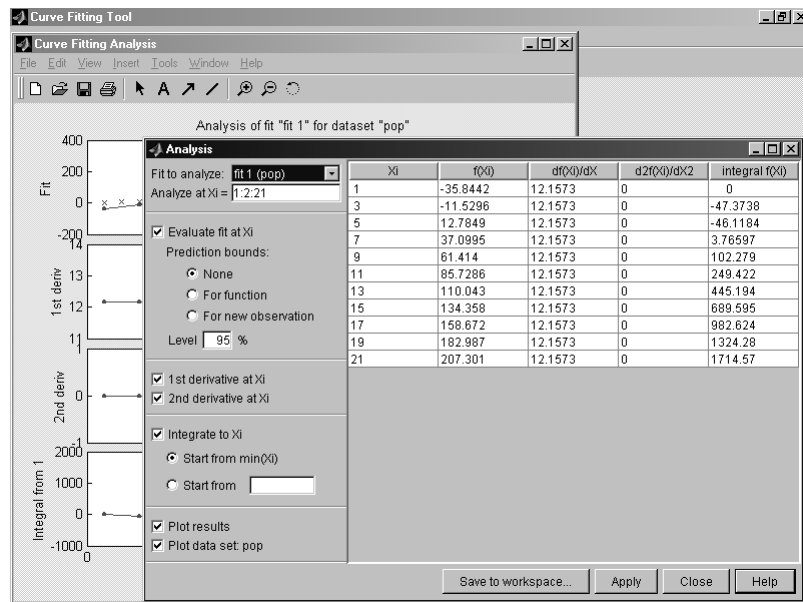 Curve Fitting Tool
Curve Fitting Analysis
File Edit View Insert Tools Window Help
Analysis of fit "fit 1" for dataset "pop"
400
200
0
-200
Fit
14
13
12
11
1st deriv
1
0
-1
2nd deriv
2000
1000
0
-1000
Integral from 1
0
Analysis
Fit to analyze: fit 1 (pop)
Analyze at Xi = 1:2:21
Evaluate fit at Xi
Prediction bounds:
None
For function
For new observation
Level 95 %
1st derivative at Xi
2nd derivative at Xi
Integrate to Xi
Start from min(Xi)
Start from
Plot results
Plot data set: pop
Xi f(Xi) df(Xi)/dX d2f(Xi)/dX2 integral f(Xi)
1 -35.8442 12.1573 0 0
3 -11.5296 12.1573 0 -47.3738
5 12.7849 12.1573 0 -46.1184
7 37.0995 12.1573 0 3.76597
9 61.414 12.1573 0 102.279
11 85.7286 12.1573 0 249.422
13 110.043 12.1573 0 445.194
15 134.358 12.1573 0 689.595
17 158.672 12.1573 0 982.624
19 182.987 12.1573 0 1324.28
21 207.301 12.1573 0 1714.57
Save to workspace... Apply Close Help